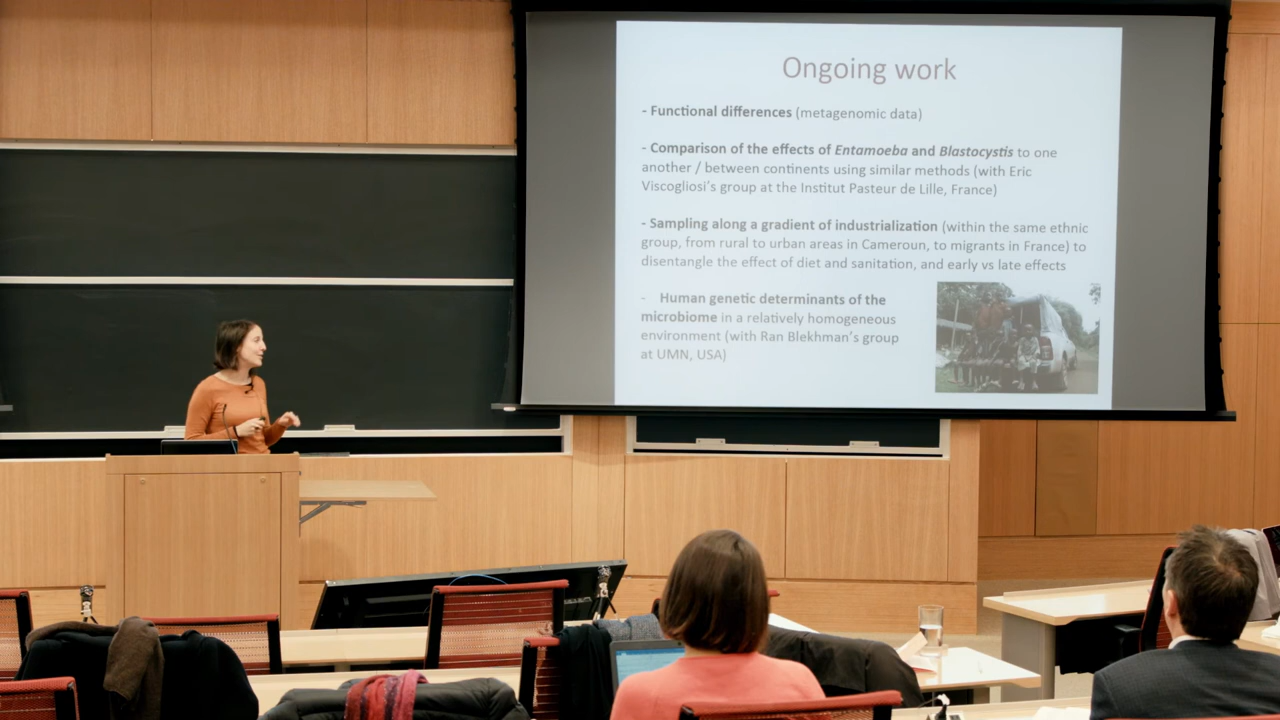 Ongoing work
- Functional differences (metagenomic data)
- Comparison of the effects of Entamoeba and Blastocystis to one
another / between continents using similar methods (with Eric
Viscogliosi's group at the Institut Pasteur de Lille, France)
- Sampling along a gradient of industrialization (within the same ethnic
group, from rural to urban areas in Cameroun, to migrants in France) to
disentangle the effect of diet and sanitation, and early vs late effects
- Human genetic determinants of the
microbiome in a relatively homogeneous
environment (with Ran Blekhman's group
at UMN, USA)